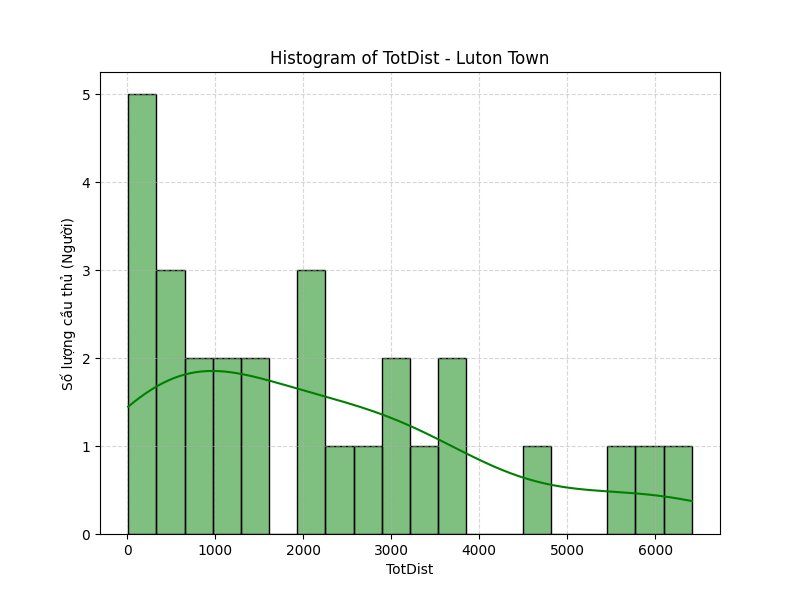 Histogram of TotDist - Luton Town
Số lượng cầu thủ (Người)
5
4
3
2
1
0
0 1000 2000 3000 4000 5000 6000
TotDist